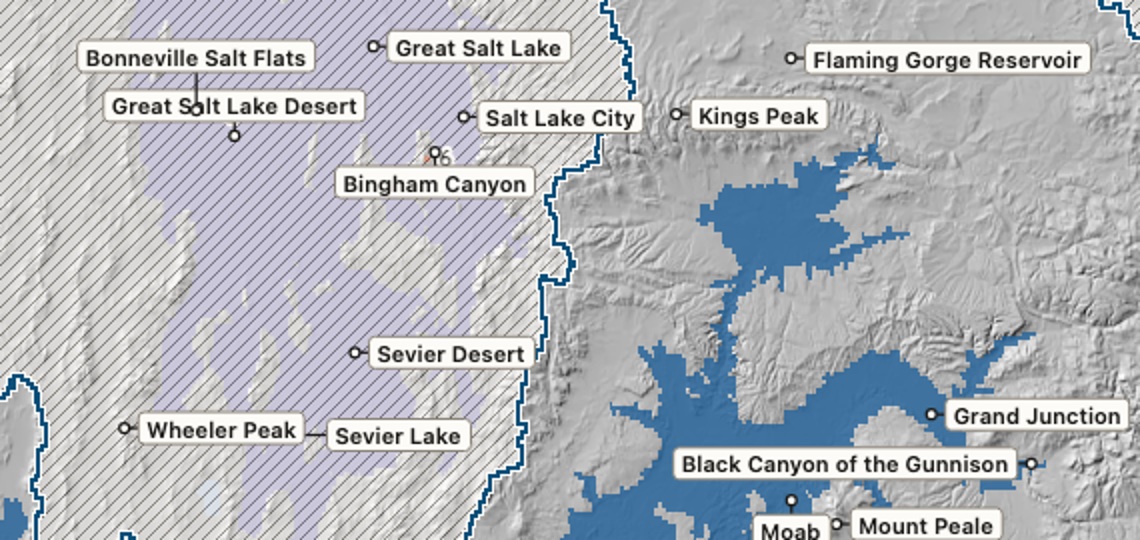 Great Salt Lake
Bonneville Salt Flats
Flaming Gorge Reservoir
Great Salt Lake Desert
Salt Lake City
Kings Peak
Bingham Canyon
Sevier Desert
Grand Junction
Wheeler Peak
Sevier Lake
Black Canyon of the Gunnison
Moab
Mount Peale